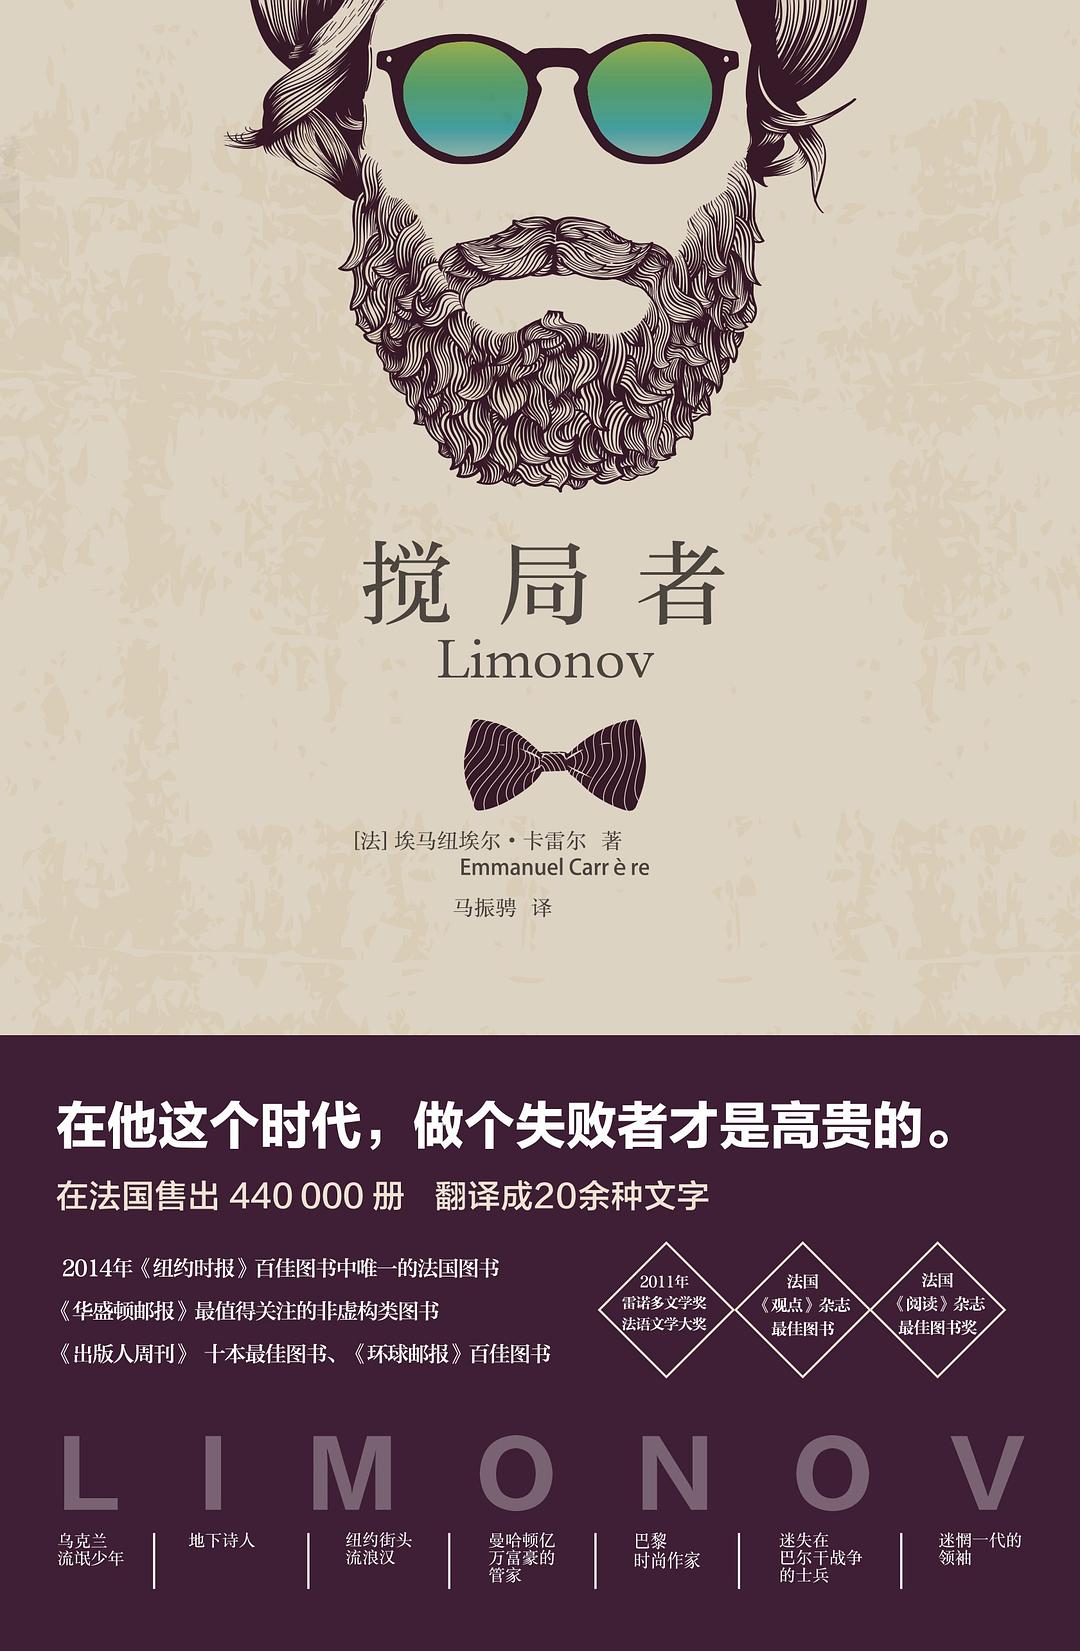 搅局者
Limonov
[法] 埃马纽埃尔·卡雷尔 著
Emmanuel Carr è re
马振骋 译
在他这个时代，做个失败者才是高贵的。
在法国售出 440 000 册 翻译成20余种文字
2014年《纽约时报》百佳图书中唯一的法国图书
《华盛顿邮报》最值得关注的非虚构类图书
《出版人周刊》 十本最佳图书、《环球邮报》百佳图书
2011年
雷诺多文学奖
法语文学大奖
法国
《观点》杂志
最佳图书
法国
《阅读》杂志
最佳图书奖
LIMONOV
乌克兰
流氓少年
地下诗人
纽约街头
流浪汉
曼哈顿亿
万富豪的
管家
巴黎
时尚作家
迷失在
巴尔干战争
的士兵
迷惘一代的
领袖